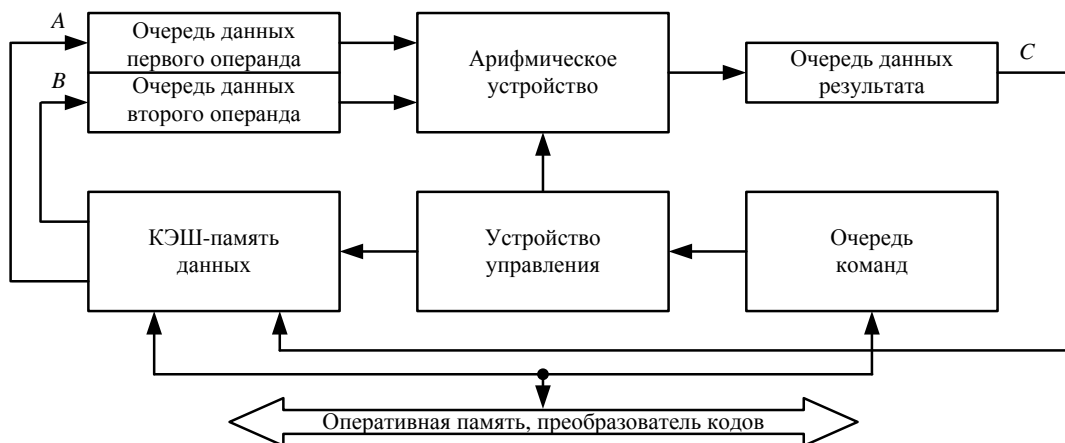 A
Очередь данных
первого операнда
B
Очередь данных
второго операнда
Арифмическое
устройство
Очередь данных
результата
C
КЭШ-память
данных
Устройство
управления
Очередь
команд
Оперативная память, преобразователь кодов